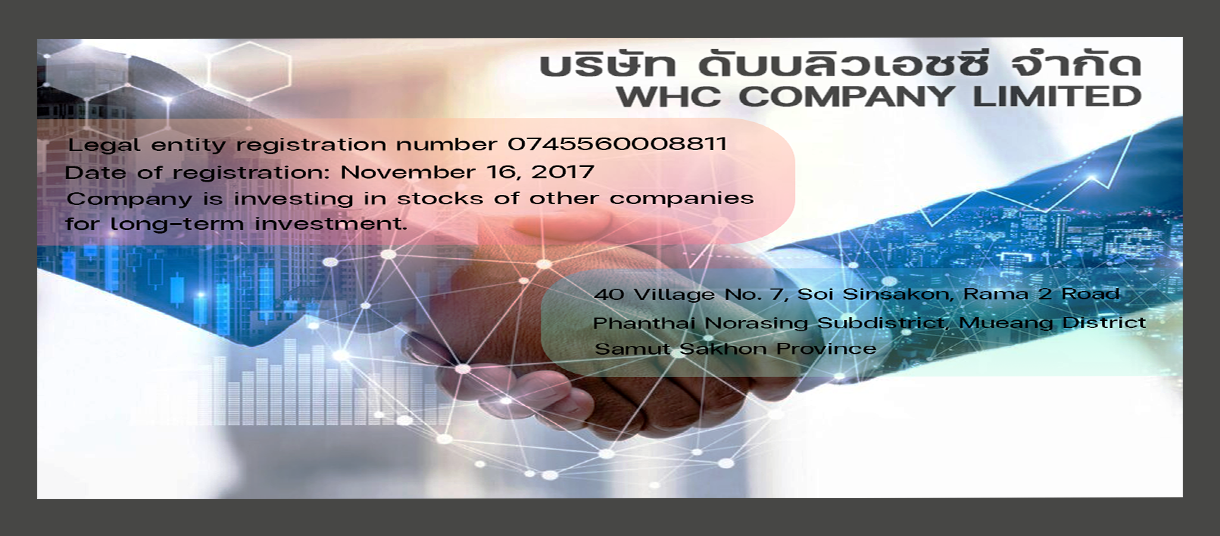 บริษัท ดับบลิวเอชซี จำกัด
WHC COMPANY LIMITED
Legal entity registration number 0745560008811
Date of registration: November 16, 2017
Company is investing in stocks of other companies
for long-term investment.
40 Village No. 7, Soi Sinsakon, Rama 2 Road
Phanthai Norasing Subdistrict, Mueang District
Samut Sakhon Province